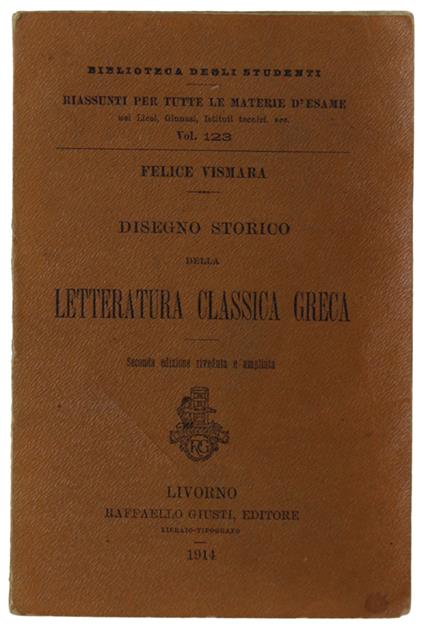 BIBLIOTECA DEGLI STUDENTI
RIASSUNTI PER TUTTE LE MATERIE D'ESAME
nei Licei, Ginnasi, Istituti tecnici, ecc.
Vol. 123
FELICE VISMARA
DISEGNO STORICO
DELLA
LETTERATURA CLASSICA GRECA
Seconda edizione riveduta e ampliata
RG
LIVORNO
RAFFAELLO GIUSTI, EDITORE
LIBRAIO-TIPOGRAFO
1914